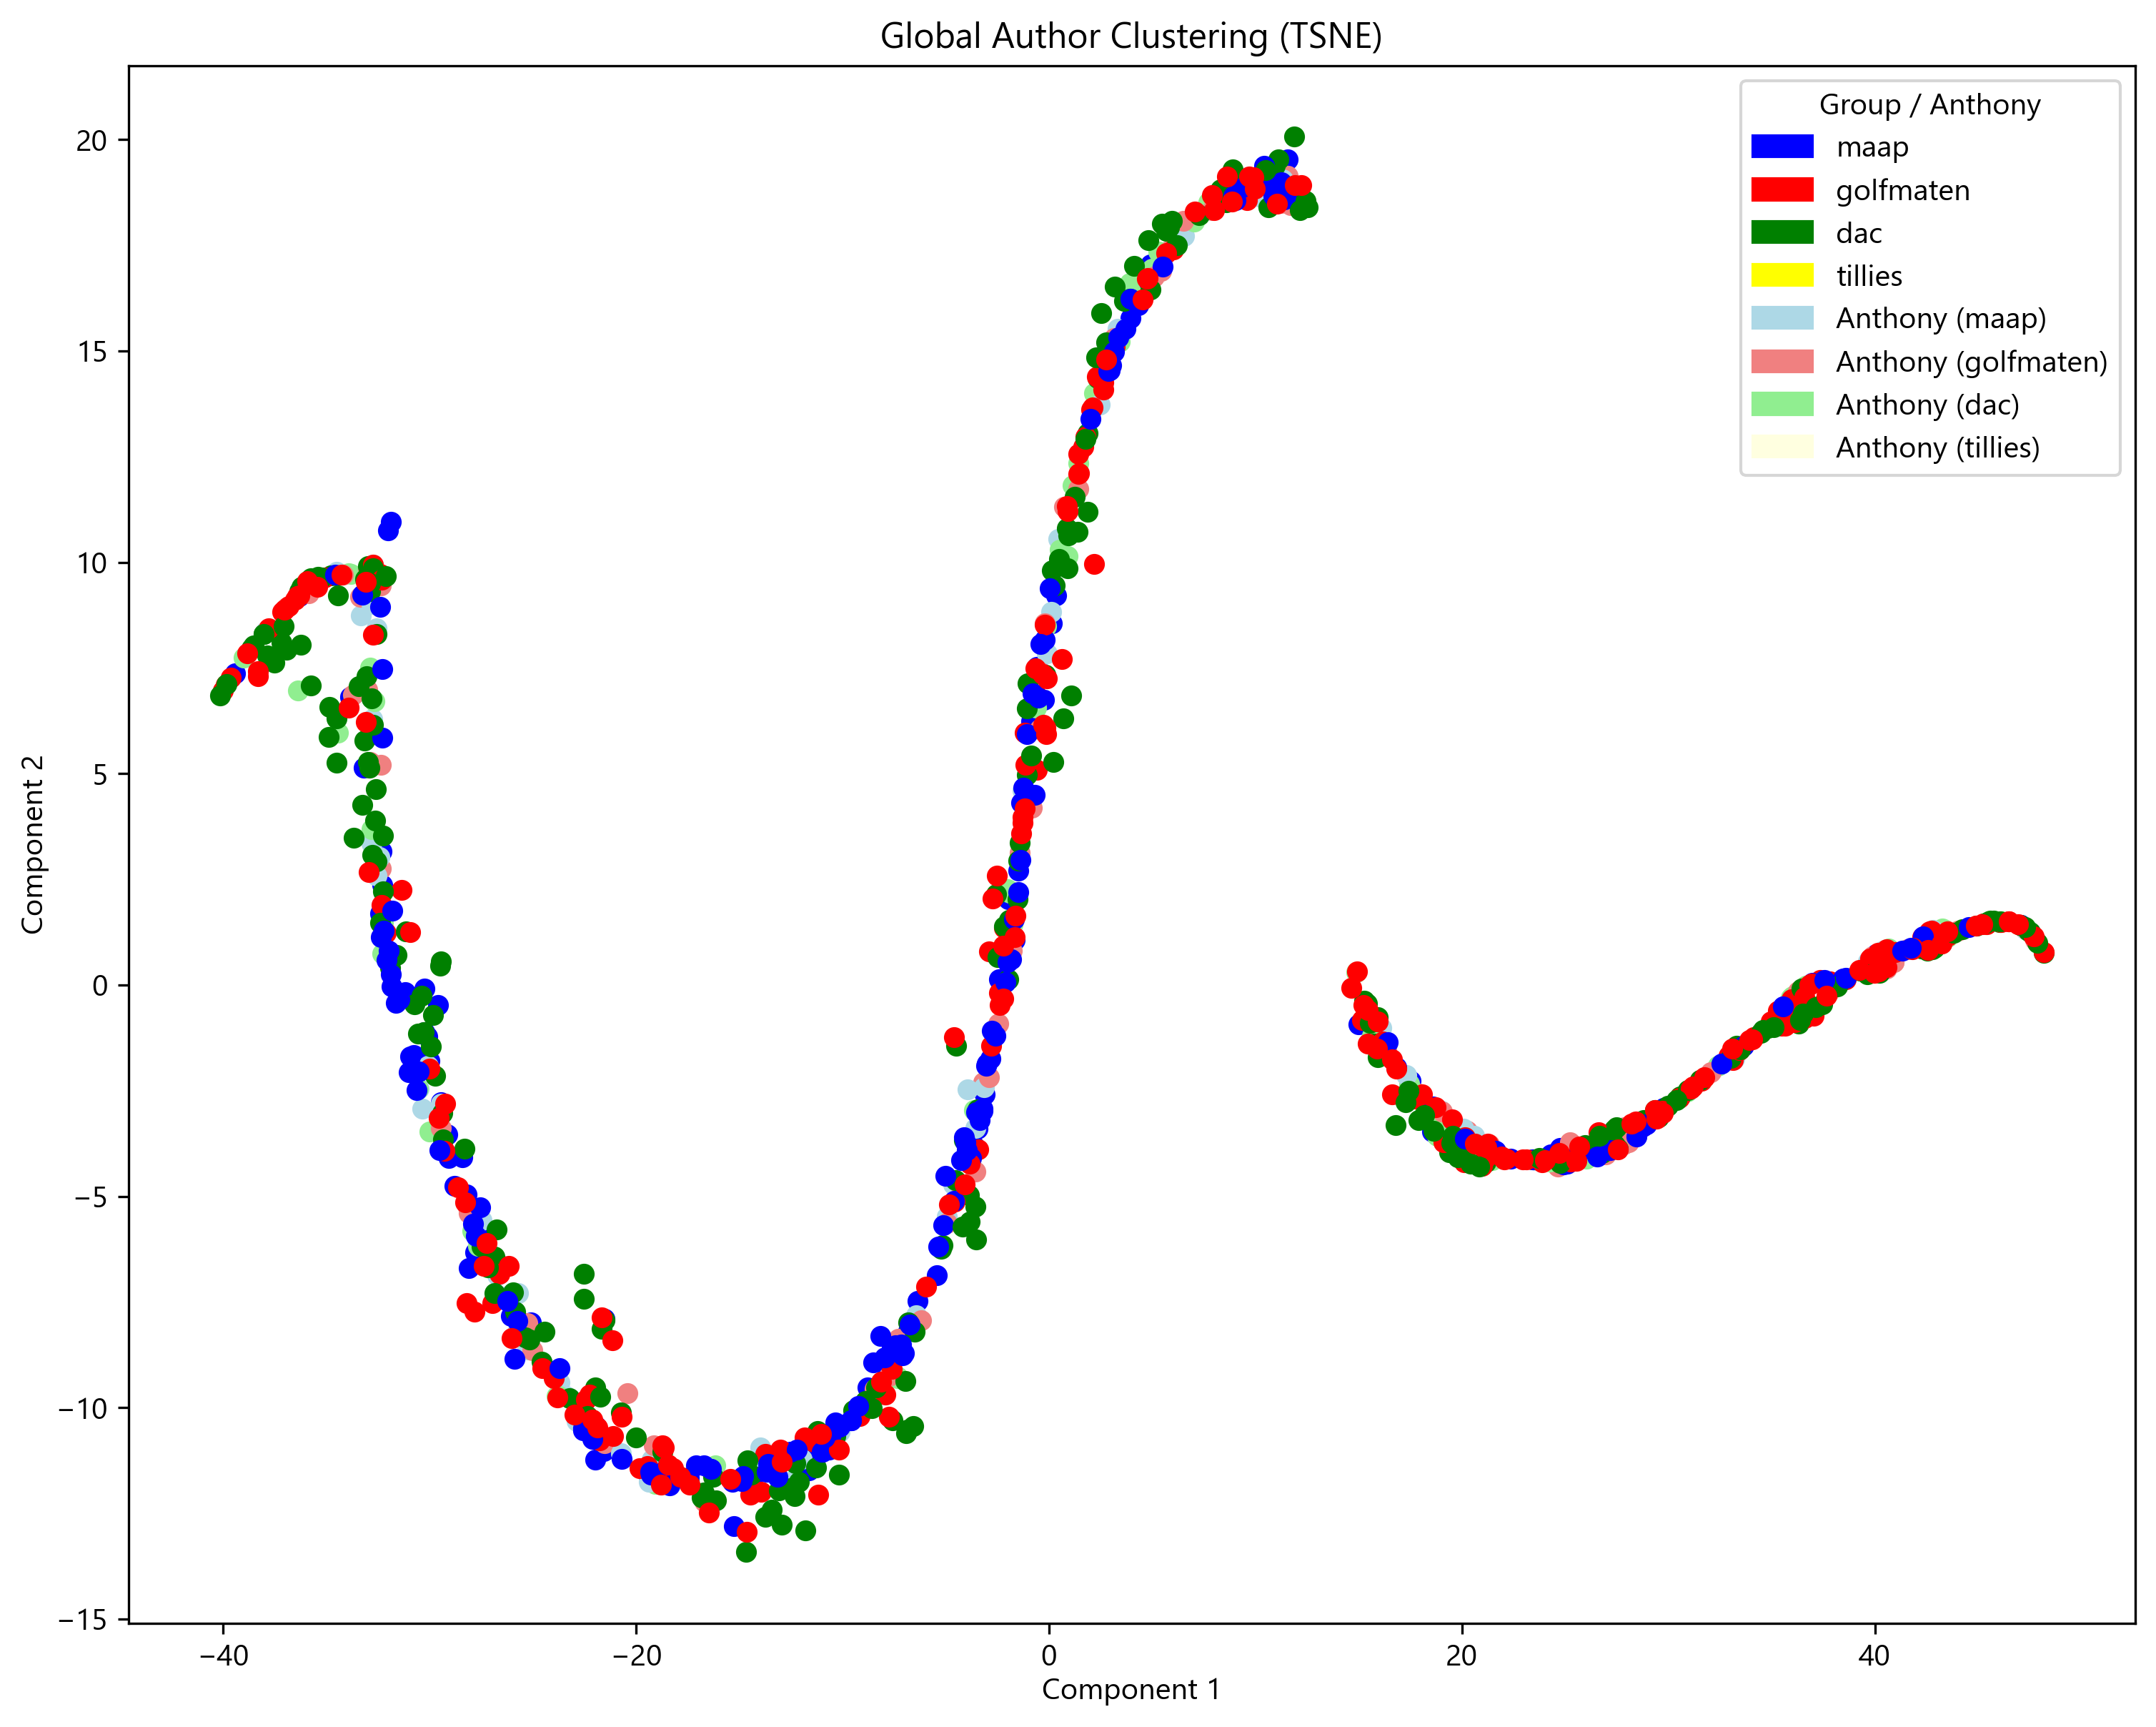 Global Author Clustering (TSNE)
Group / Anthony
maap
golfmaten
dac
tillies
Anthony (maap)
Anthony (golfmaten)
Anthony (dac)
Anthony (tillies)
Component 2
20
15
10
5
0
−5
−10
−15
−40
−20
0
20
40
Component 1